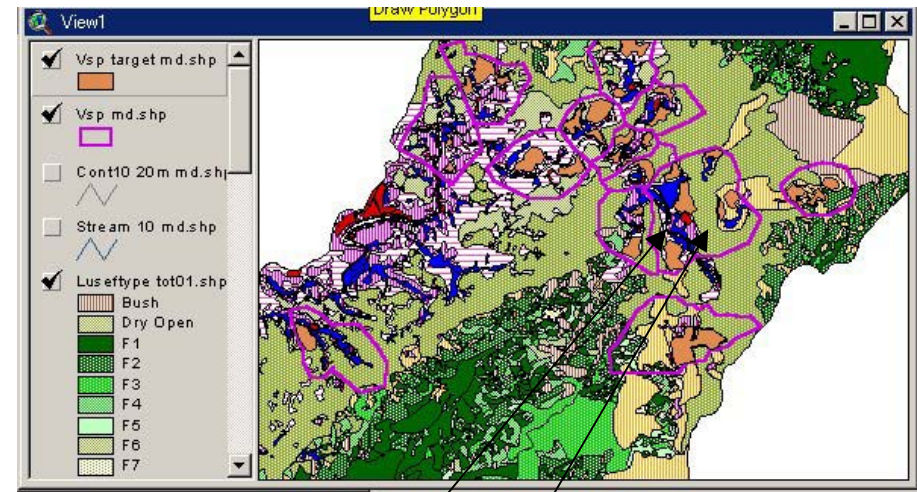 Draw Polygon
View1
Vsp target md.shp
Vsp md.shp
Cont10 20m md.sh
Stream 10 md.shp
Luseftype tot01.shp
Bush
Dry Open
F1
F2
F3
F4
F5
F6
F7